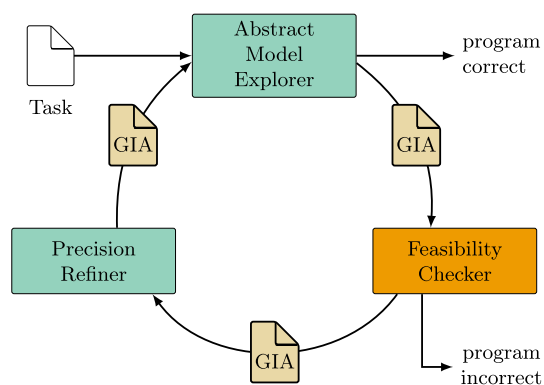 Abstract
Model
Explorer
program
correct
Task
GIA
GIA
Precision
Refiner
Feasibility
Checker
GIA
program
incorrect